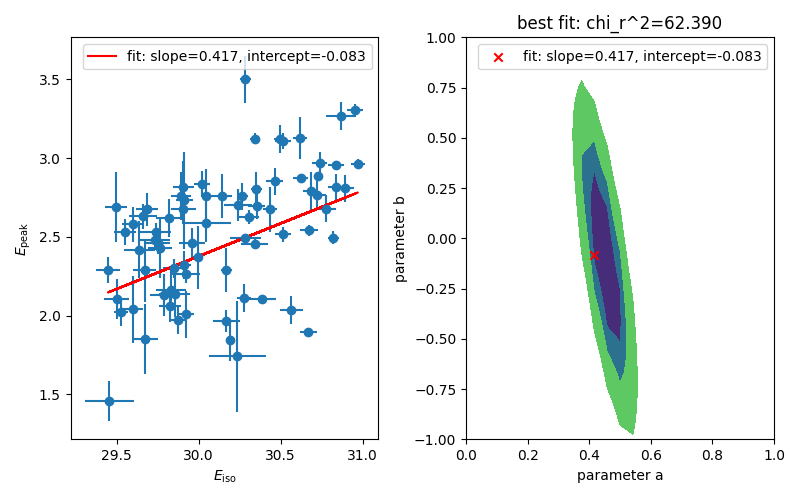 fit: slope=0.417, intercept=-0.083
3.5
3.0
2.5
2.0
1.5
E_peak
29.5 30.0 30.5 31.0
E_iso
best fit: chi_r^2=62.390
fit: slope=0.417, intercept=-0.083
1.00
0.75
0.50
0.25
0.00
−0.25
−0.50
−0.75
−1.00
parameter b
0.0 0.2 0.4 0.6 0.8 1.0
parameter a